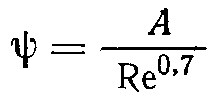 ψ = A / Re^0,7